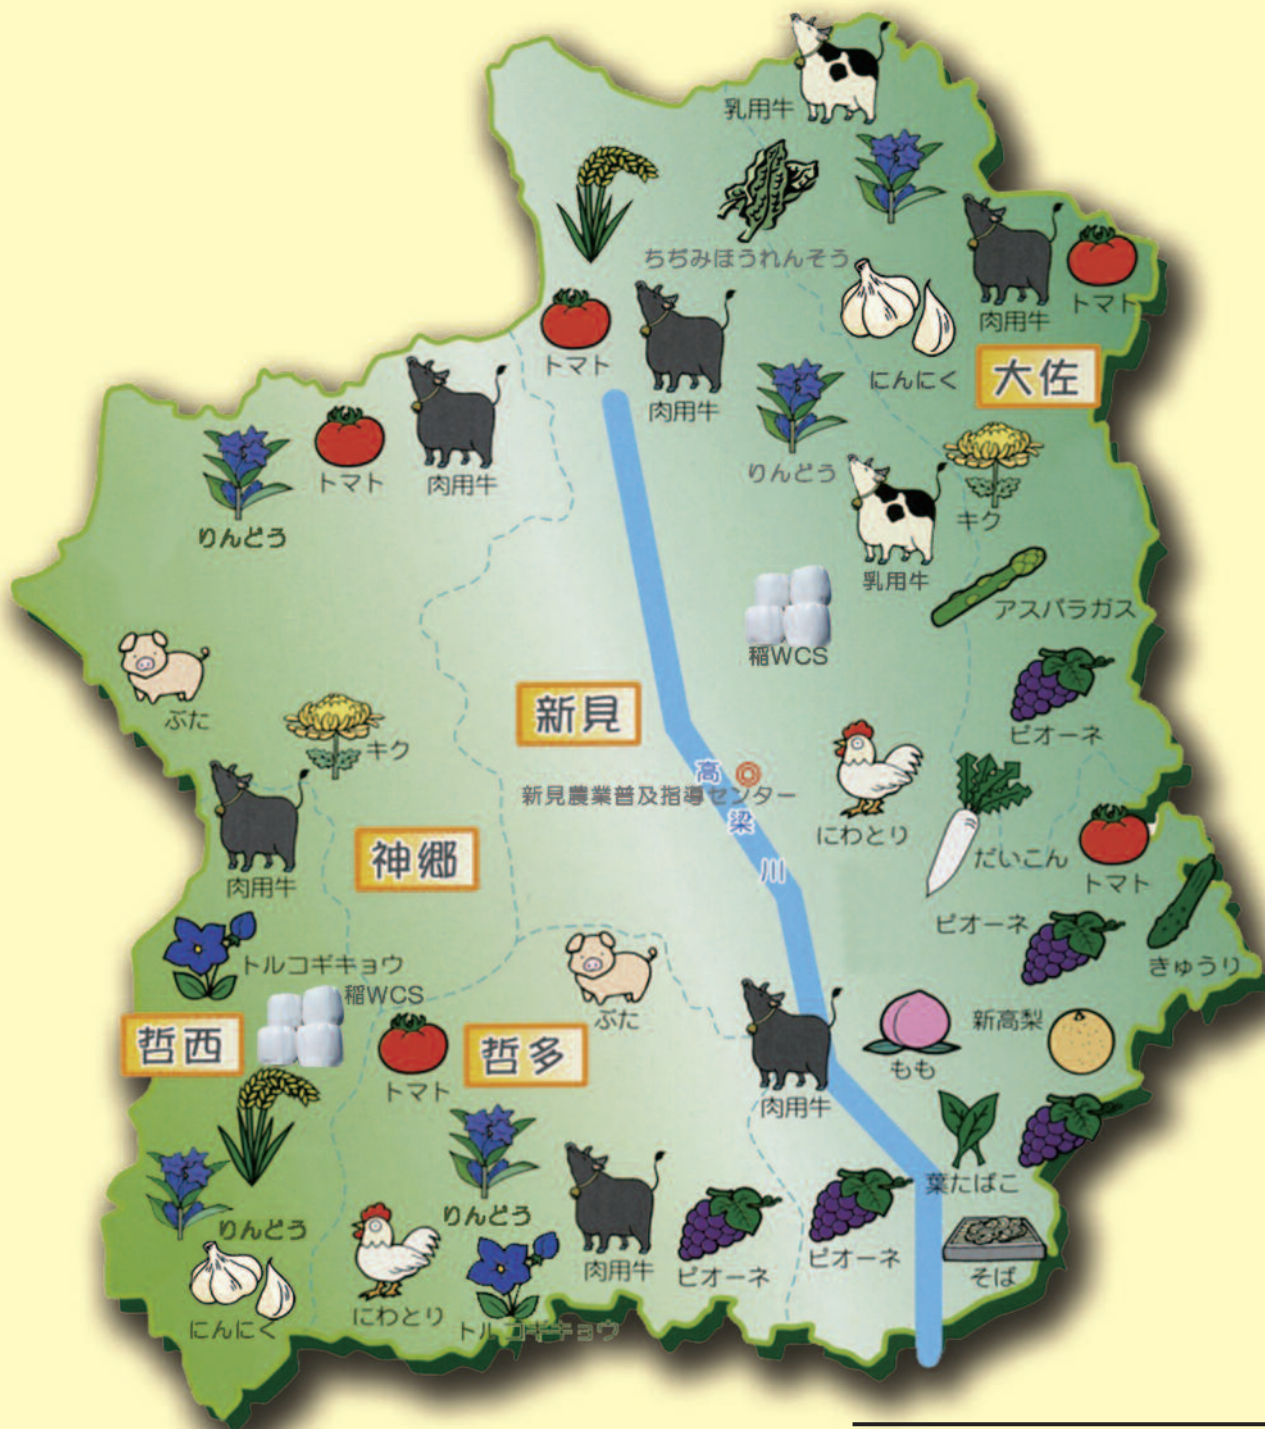 乳用牛
ちぢみほうれんそう
肉用牛
トマト
トマト
にんにく
大佐
肉用牛
トマト
肉用牛
りんどう
りんどう
キク
乳用牛
アスパラガス
稲WCS
ぶた
新見
ピオーネ
キク
高梁川
新見農業普及指導センター
にわとり
だいこん
トマト
神郷
肉用牛
ピオーネ
きゅうり
トルコギキョウ
稲WCS
ぶた
新高梨
哲西
哲多
もも
トマト
肉用牛
葉たばこ
りんどう
りんどう
ピオーネ
肉用牛
ピオーネ
そば
にわとり
にんにく
トルコギキョウ